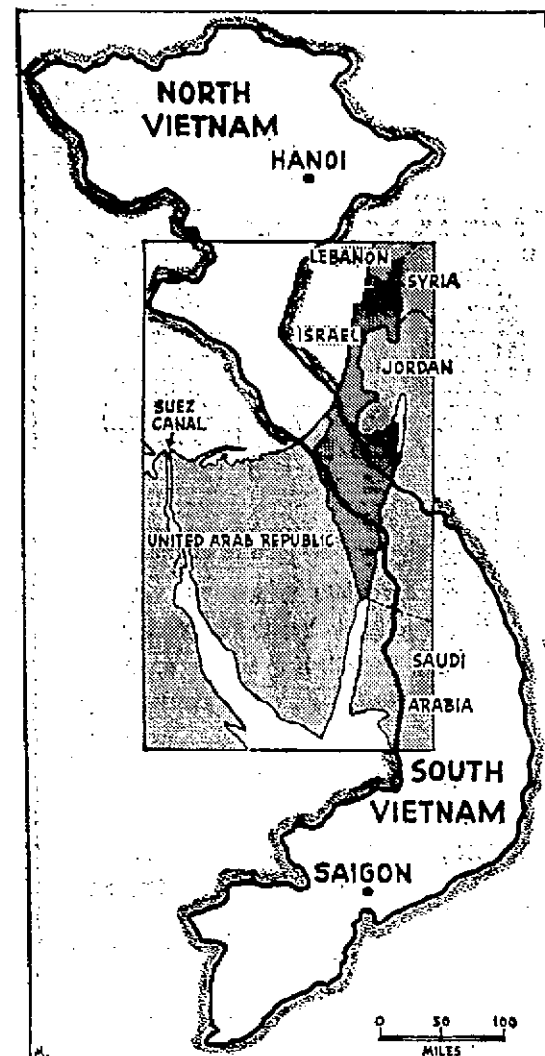 NORTH
VIETNAM
HANOI
LEBANON
SYRIA
ISRAEL
JORDAN
SUEZ
CANAL
UNITED ARAB REPUBLIC
SAUDI
ARABIA
SOUTH
VIETNAM
SAIGON
0 50 100
MILES